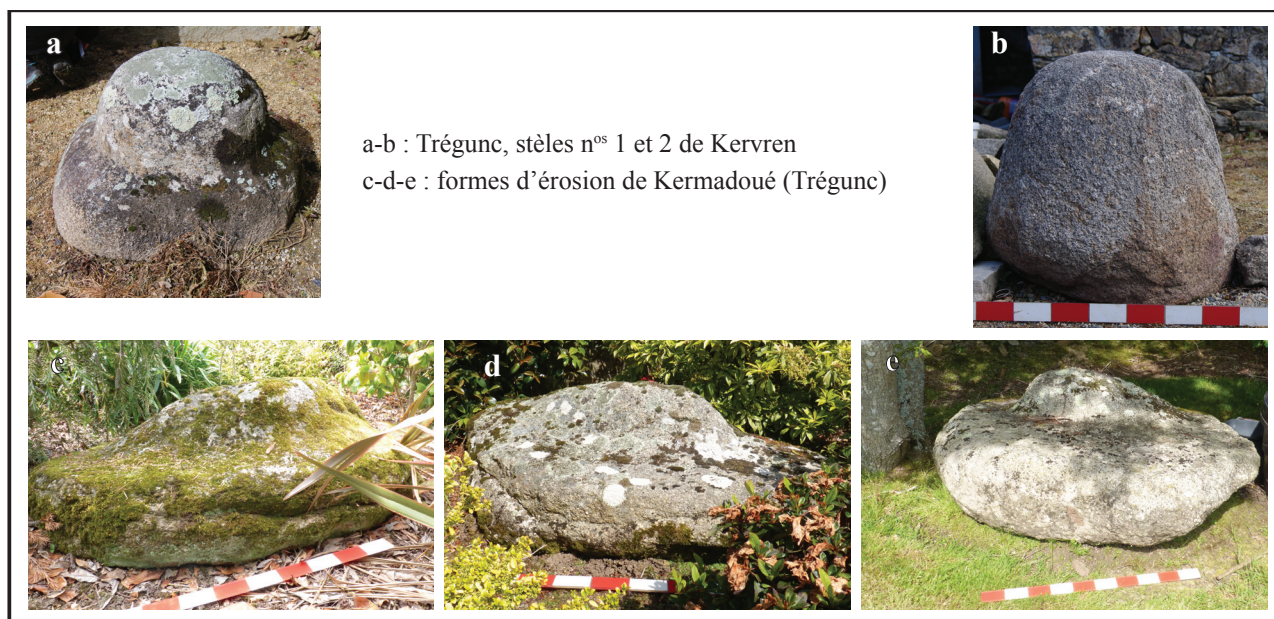 a
b
a-b : Trégunc, stèles nos 1 et 2 de Kervren
c-d-e : formes d’érosion de Kermadoué (Trégunc)
c
d
e